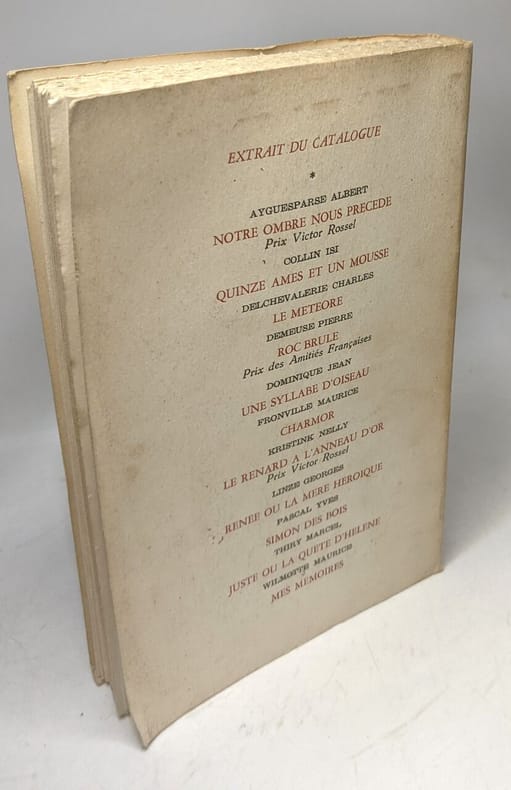 EXTRAIT DU CATALOGUE
*
AYGUESPARSE ALBERT
NOTRE OMBRE NOUS PRECEDE
Prix Victor Rossel
COLLIN ISI
QUINZE AMES ET UN MOUSSE
DELCHEVALERIE CHARLES
LE METEORE
DEMEUSE PIERRE
ROC BRULE
Prix des Amitiés Françaises
DOMINIQUE JEAN
UNE SYLLABE D'OISEAU
FRONVILLE MAURICE
CHARMOR
KRISTINK NELLY
LE RENARD A L'ANNEAU D'OR
Prix Victor Rossel
LINZE GEORGES
RENEE OU LA MERE HEROIQUE
PASCAL YVES
SIMON DES BOIS
THIRY MARCEL
JUSTE OU LA QUETE D'HELENE
WILMOTTE MAURICE
MES MEMOIRES